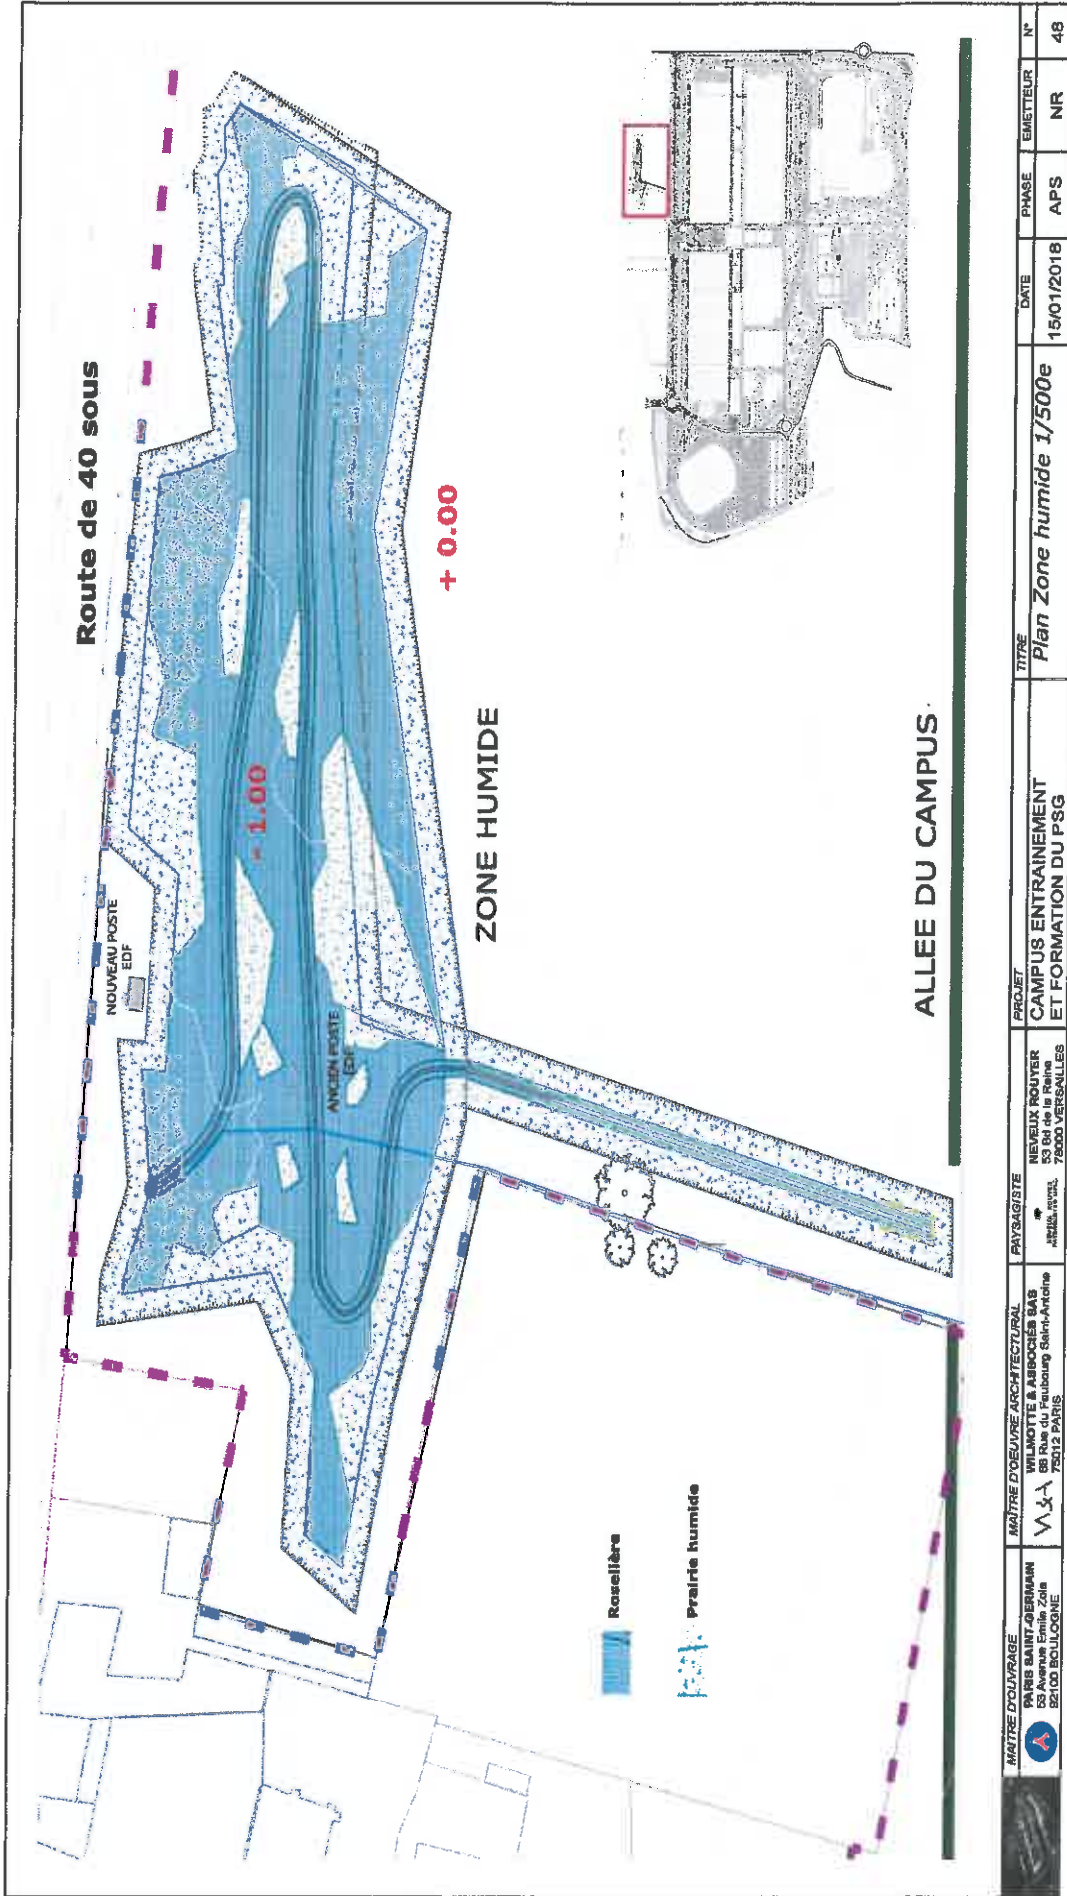 Route de 40 sous
NOUVEAU POSTE
EDF
- 1.00
+ 0.00
ANCIEN POSTE
EDF
ZONE HUMIDE
ALLEE DU CAMPUS
Roselière
Prairie humide
MAITRE D'OUVRAGE
PARIS SAINT-GERMAIN
53 Avenue Emile Zola
92100 BOULOGNE
MAÎTRE D'OEUVRE ARCHITECTURAL
WILMOTTE & ASSOCIÉS SAS
68 Rue du Faubourg Saint-Antoine
75012 PARIS
PAYSAGISTE
NEVEUX ROUYER
53 Bd de la Reine
78000 VERSAILLES
PROJET
CAMPUS ENTRAINEMENT
ET FORMATION DU PSG
TITRE
Plan Zone humide 1/500e
DATE
15/01/2018
PHASE
APS
EMETTEUR
NR
N°
48